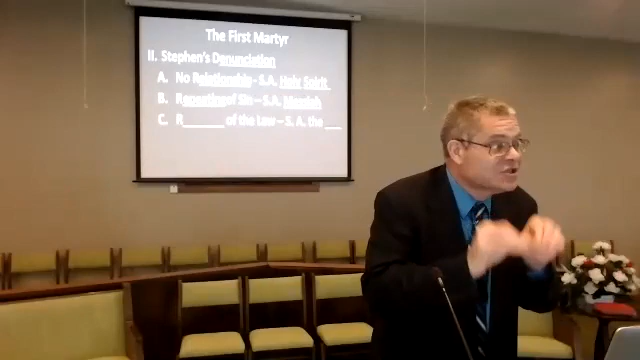 The First Martyr
II. Stephen's Denunciation
A. No Relationship - S.A. Holy Spirit
B. Repeating of Sin – S.A. Messiah
C. R_______ of the Law – S. A. the ___